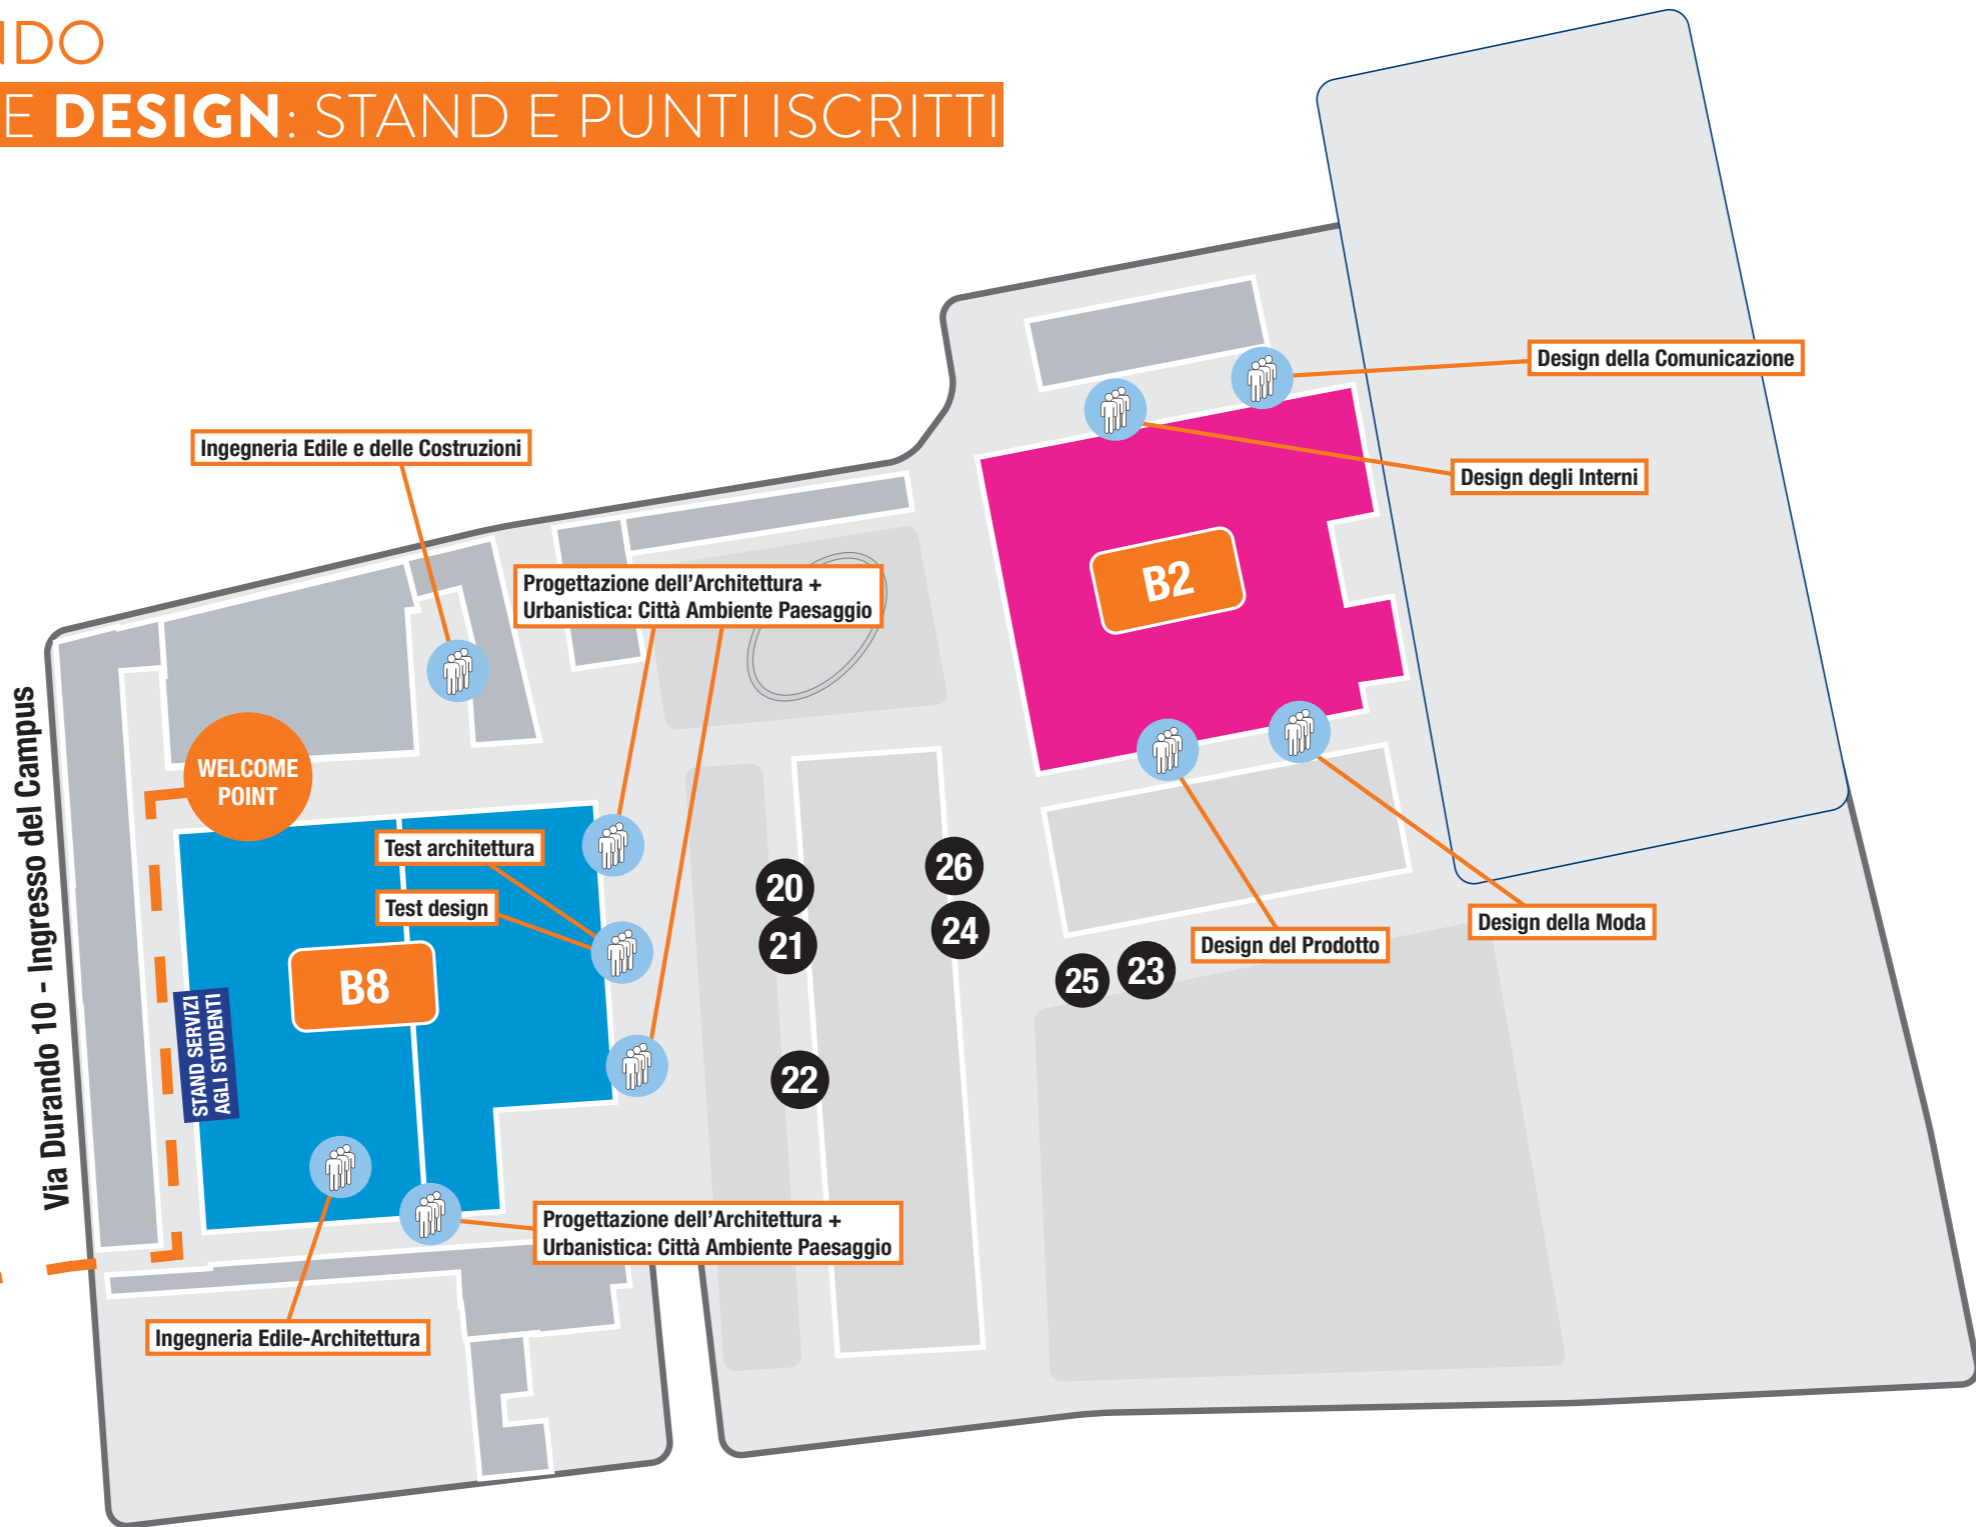 NDO
E DESIGN: STAND E PUNTI ISCRITTI
Design della Comunicazione
Ingegneria Edile e delle Costruzioni
Design degli Interni
Progettazione dell'Architettura +
Urbanistica: Città Ambiente Paesaggio
B2
Via Durando 10 - Ingresso del Campus
WELCOME
POINT
Test architettura
Test design
20
21
22
26
24
25
23
Design del Prodotto
Design della Moda
B8
STAND SERVIZI
AGLI STUDENTI
Progettazione dell'Architettura +
Urbanistica: Città Ambiente Paesaggio
Ingegneria Edile-Architettura